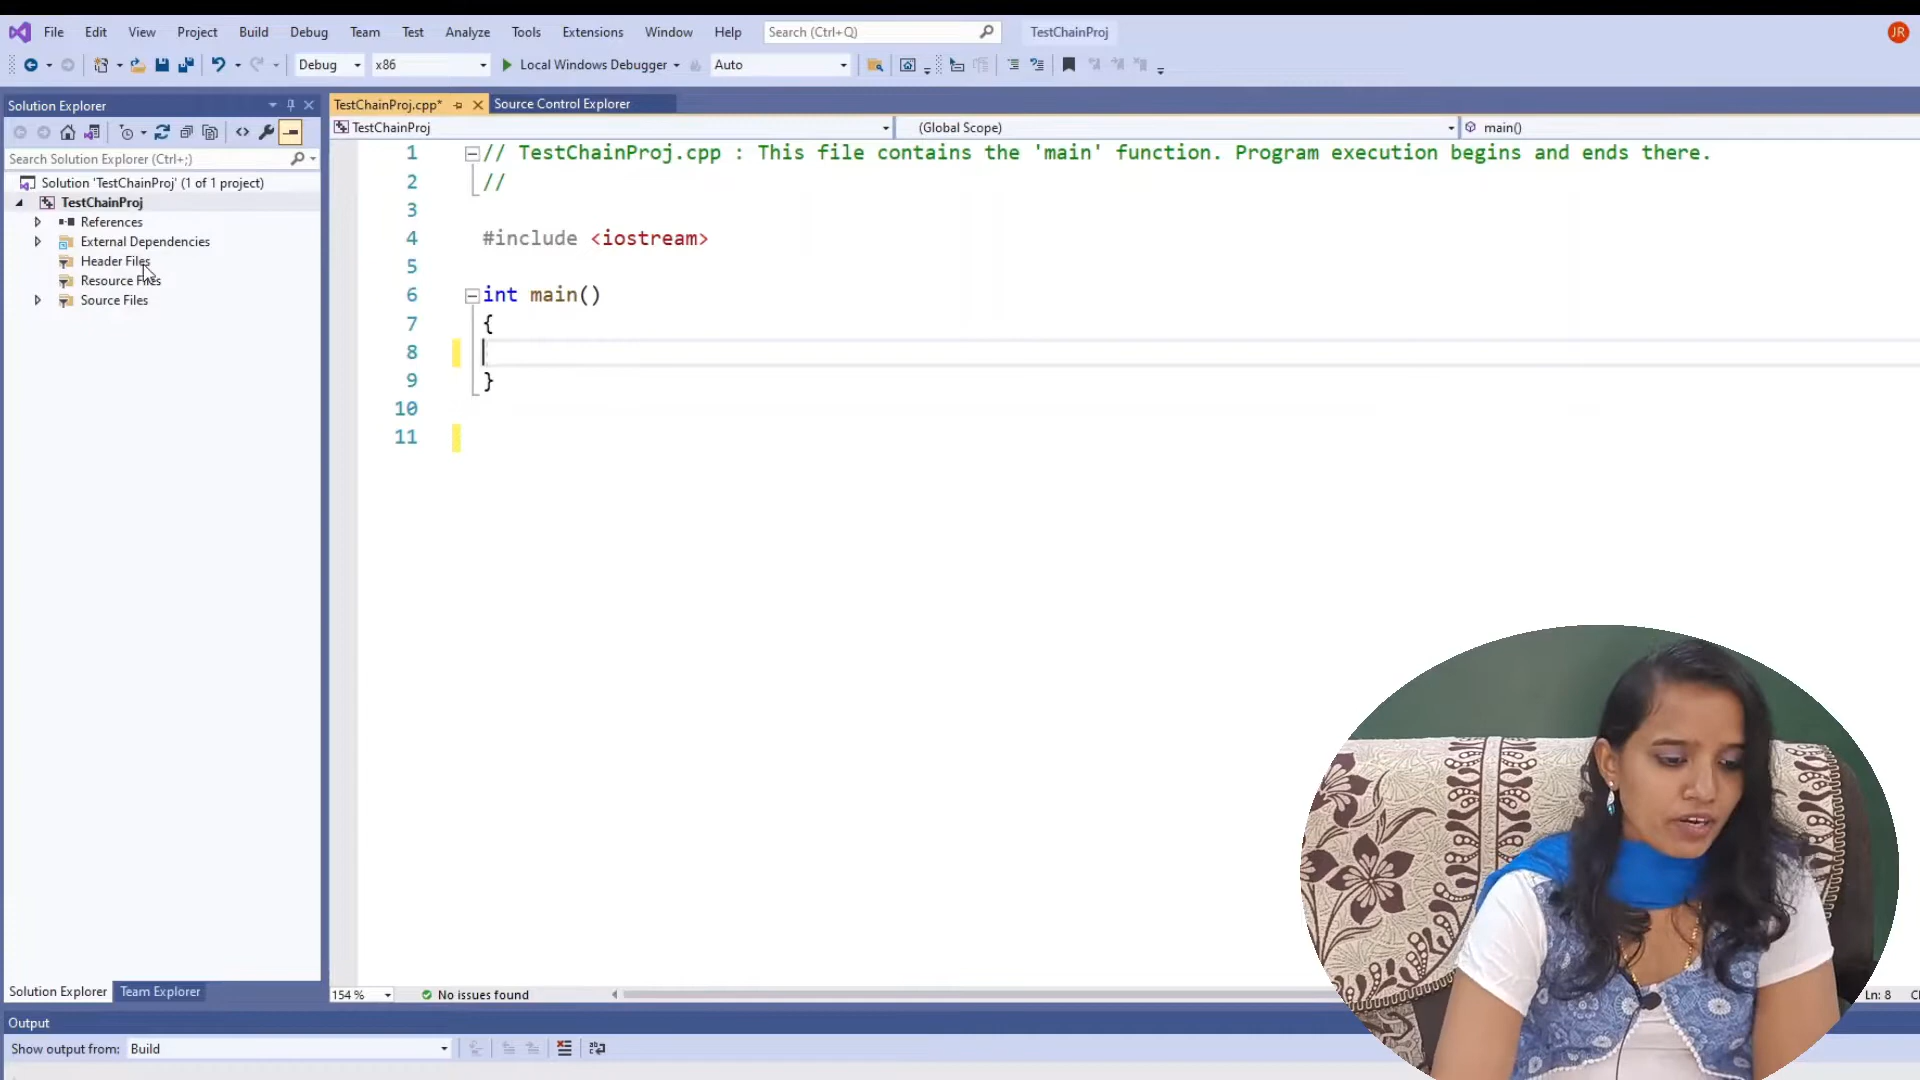 File Edit View Project Build Debug Team Test Analyze Tools Extensions Window Help Search (Ctrl+Q) TestChainProj JR
Debug x86 Local Windows Debugger Auto
Solution Explorer
TestChainProj.cpp* Source Control Explorer
TestChainProj (Global Scope) main()
Search Solution Explorer (Ctrl+;)
Solution 'TestChainProj' (1 of 1 project)
TestChainProj
References
External Dependencies
Header Files
Resource Files
Source Files
1 // TestChainProj.cpp : This file contains the 'main' function. Program execution begins and ends there.
2 //
3
4 #include <iostream>
5
6 int main()
7 {
8
9 }
10
11
154 % No issues found Ln: 8
Solution Explorer Team Explorer
Output
Show output from: Build